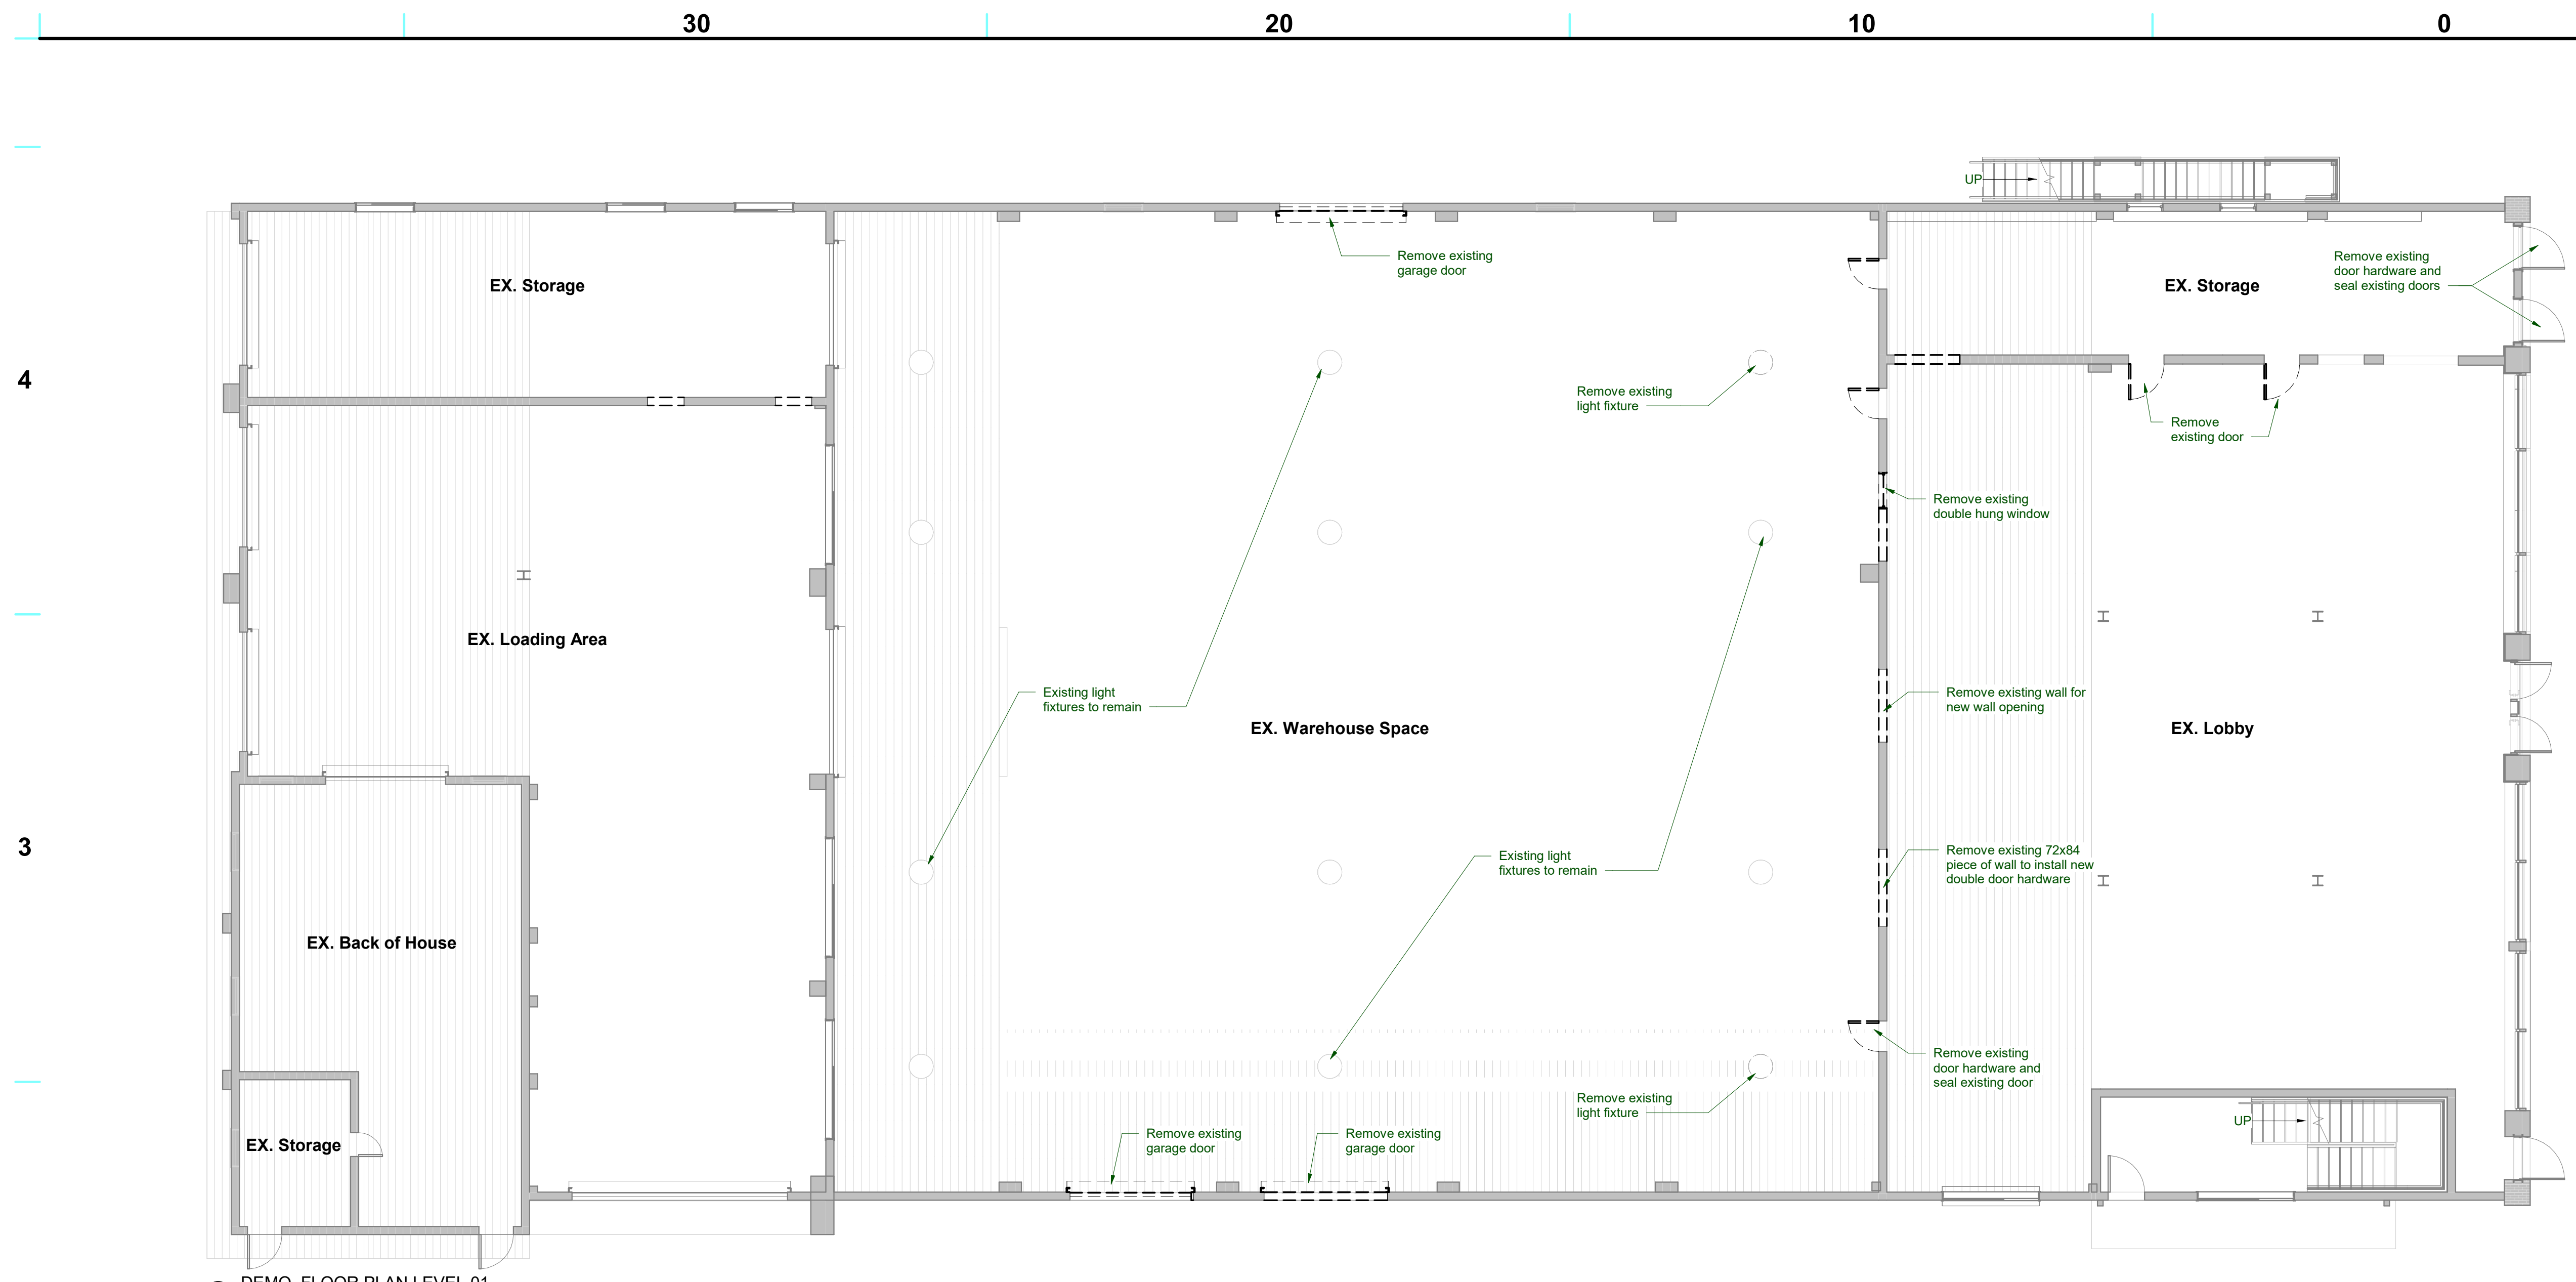 30
20
10
0
UP
Remove existing
garage door
EX. Storage
EX. Storage
Remove existing
door hardware and
seal existing doors
4
Remove existing
light fixture
Remove
existing door
Remove existing
double hung window
EX. Loading Area
Existing light
fixtures to remain
EX. Warehouse Space
Remove existing wall for
new wall opening
EX. Lobby
3
Existing light
fixtures to remain
Remove existing 72x84
piece of wall to install new
double door hardware
EX. Back of House
Remove existing
door hardware and
seal existing door
Remove existing
light fixture
UP
EX. Storage
Remove existing
garage door
Remove existing
garage door
DEMO. FLOOR PLAN LEVEL 01